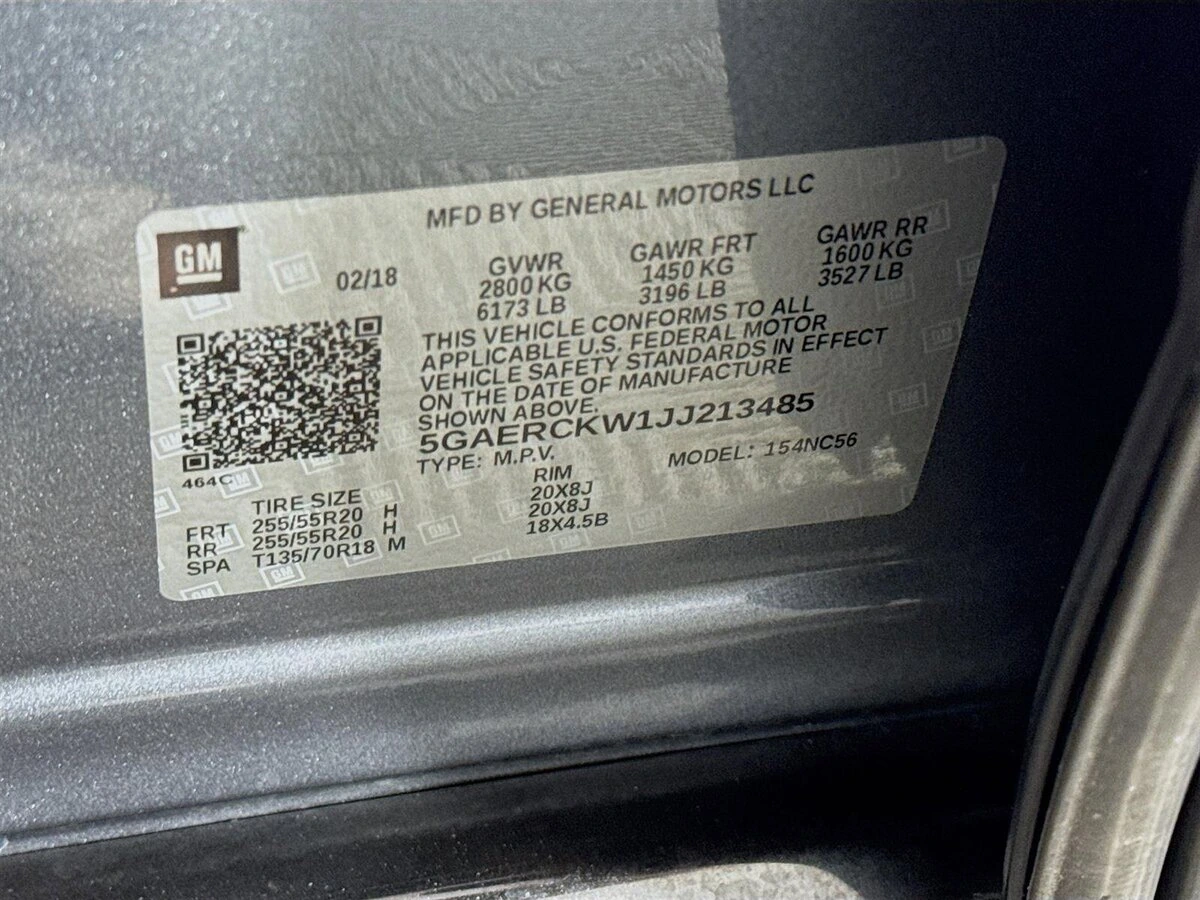 MFD BY GENERAL MOTORS LLC
GM
02/18
GVWR
2800 KG
6173 LB
GAWR FRT
1450 KG
3196 LB
GAWR RR
1600 KG
3527 LB
THIS VEHICLE CONFORMS TO ALL
APPLICABLE U.S. FEDERAL MOTOR
VEHICLE SAFETY STANDARDS IN EFFECT
ON THE DATE OF MANUFACTURE
SHOWN ABOVE.
5GAERCKW1JJ213485
TYPE: M.P.V. MODEL: 154NC56
464C
TIRE SIZE RIM
FRT 255/55R20 H 20X8J
RR 255/55R20 H 20X8J
SPA T135/70R18 M 18X4.5B